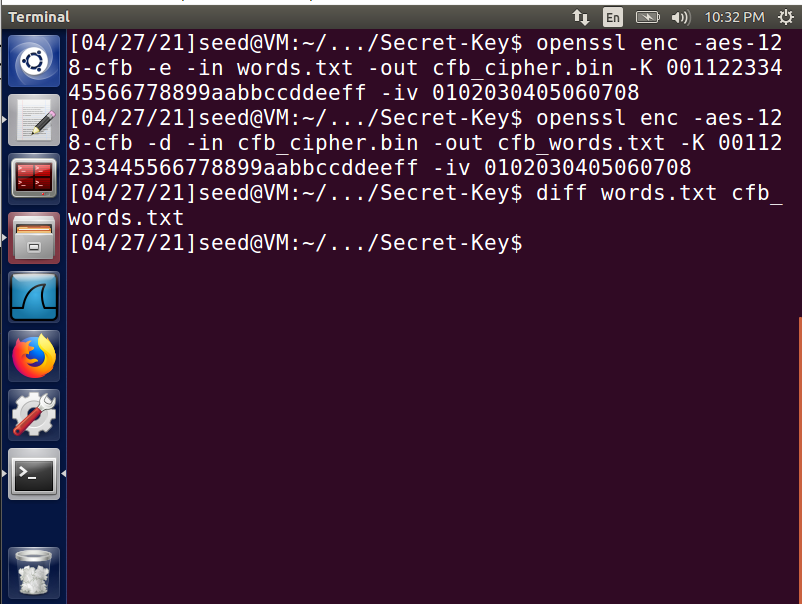 Terminal
En
10:32 PM
[04/27/21]seed@VM:~/.../Secret-Key$ openssl enc -aes-12
8-cfb -e -in words.txt -out cfb_cipher.bin -K 001122334
45566778899aabbccddeeff -iv 0102030405060708
[04/27/21]seed@VM:~/.../Secret-Key$ openssl enc -aes-12
8-cfb -d -in cfb_cipher.bin -out cfb_words.txt -K 00112
233445566778899aabbccddeeff -iv 0102030405060708
[04/27/21]seed@VM:~/.../Secret-Key$ diff words.txt cfb_
words.txt
[04/27/21]seed@VM:~/.../Secret-Key$